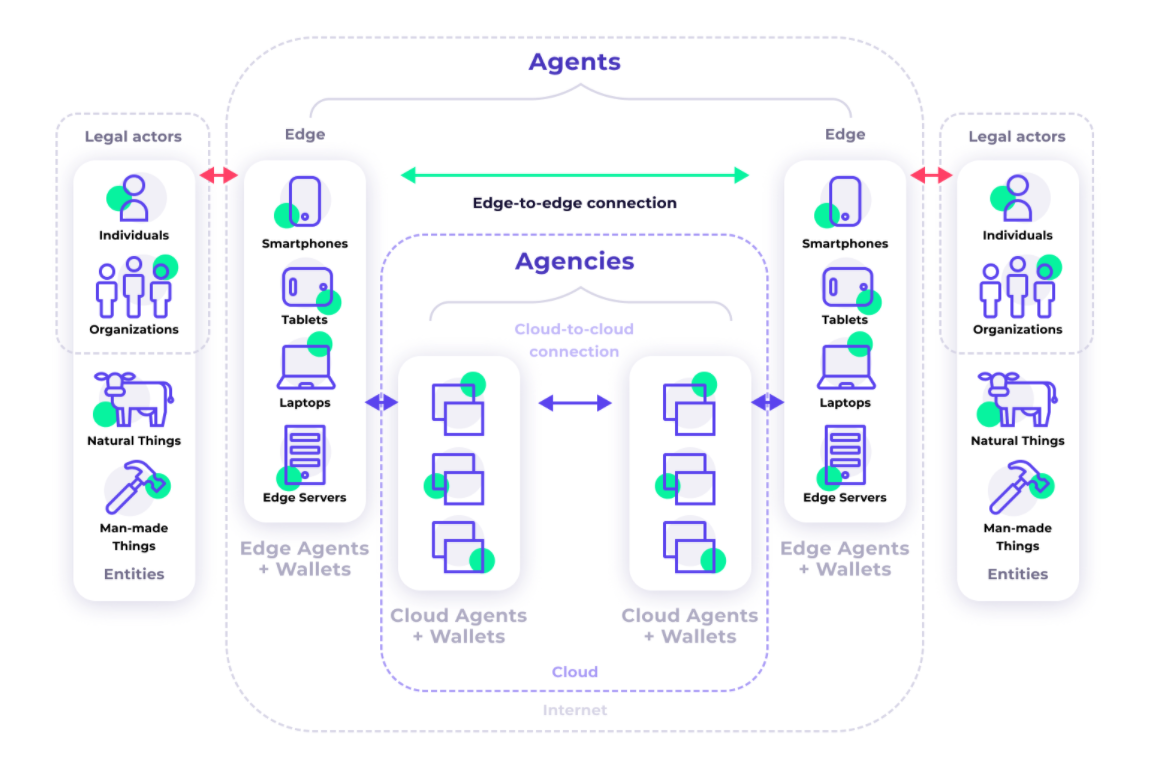 Agents
Legal actors
Edge
Edge
Legal actors
Edge-to-edge connection
Individuals
Smartphones
Smartphones
Individuals
Agencies
Organizations
Tablets
Cloud-to-cloud
connection
Tablets
Organizations
Laptops
Laptops
Natural Things
Natural Things
Edge Servers
Edge Servers
Man-made
Things
Man-made
Things
Edge Agents
+ Wallets
Edge Agents
+ Wallets
Entities
Entities
Cloud Agents
+ Wallets
Cloud Agents
+ Wallets
Cloud
Internet